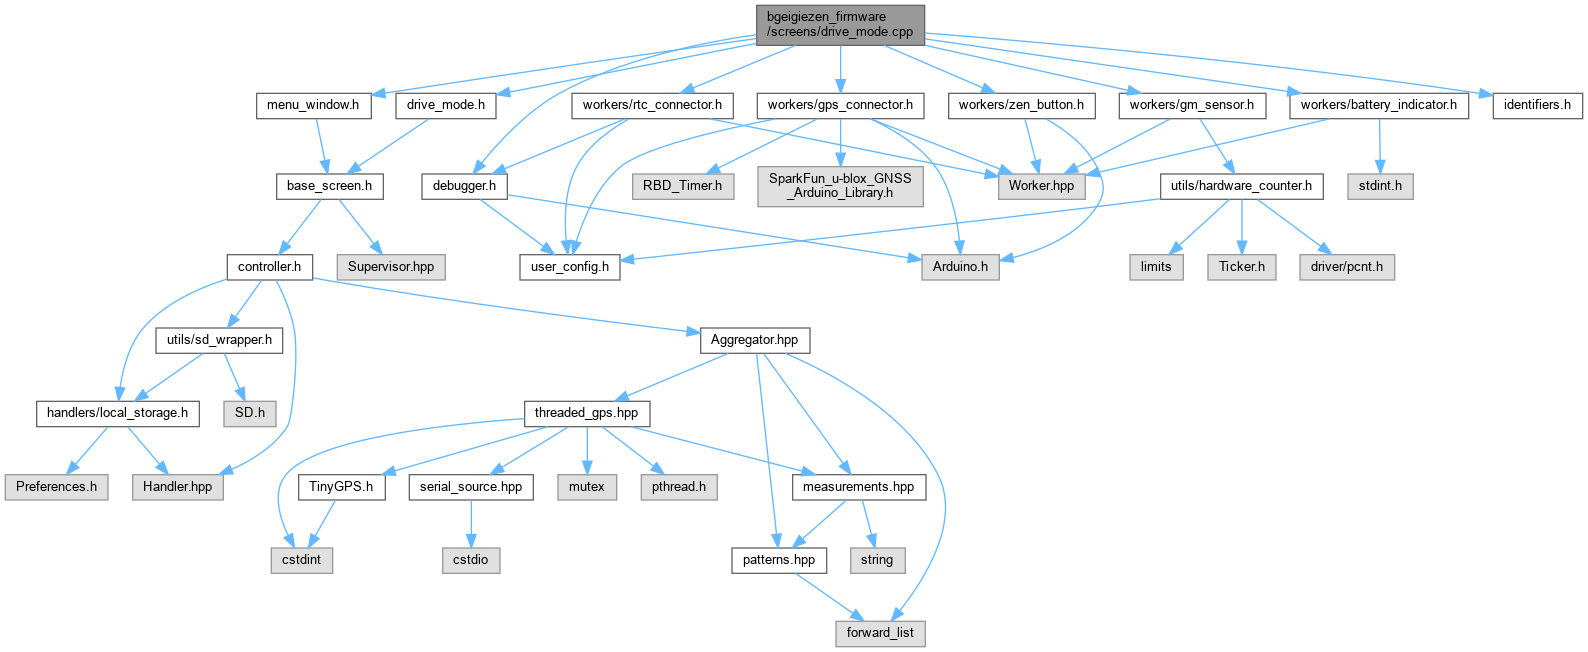 bgeigiezen_firmware
/screens/drive_mode.cpp
menu_window.h
drive_mode.h
workers/rtc_connector.h
workers/gps_connector.h
workers/zen_button.h
workers/gm_sensor.h
workers/battery_indicator.h
identifiers.h
base_screen.h
debugger.h
RBD_Timer.h
SparkFun_u-blox_GNSS
_Arduino_Library.h
Worker.hpp
utils/hardware_counter.h
stdint.h
controller.h
Supervisor.hpp
user_config.h
Arduino.h
limits
Ticker.h
driver/pcnt.h
utils/sd_wrapper.h
Aggregator.hpp
handlers/local_storage.h
SD.h
threaded_gps.hpp
Preferences.h
Handler.hpp
TinyGPS.h
serial_source.hpp
mutex
pthread.h
measurements.hpp
cstdint
cstdio
patterns.hpp
string
forward_list